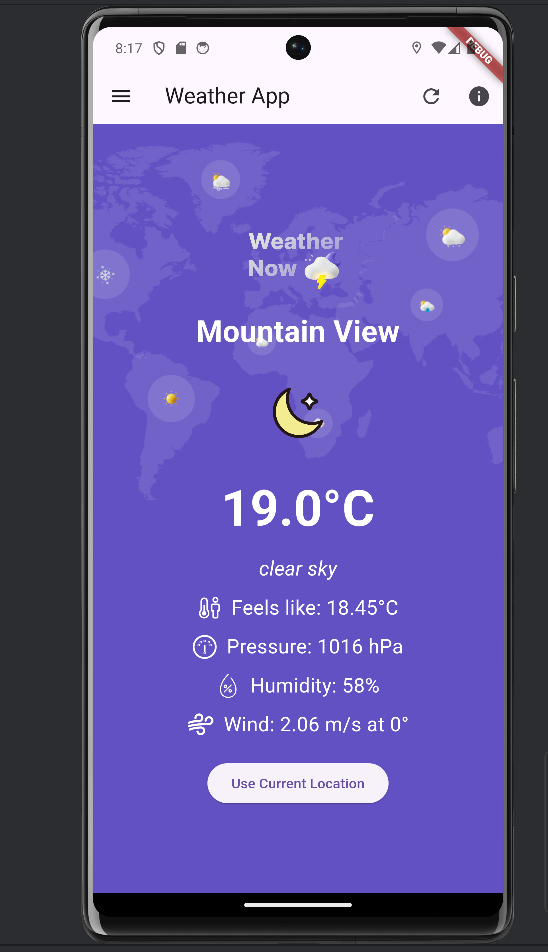 8:17
DEBUG
Weather App
Weather
Now
Mountain View
19.0°C
clear sky
Feels like: 18.45°C
Pressure: 1016 hPa
%
Humidity: 58%
Wind: 2.06 m/s at 0°
Use Current Location